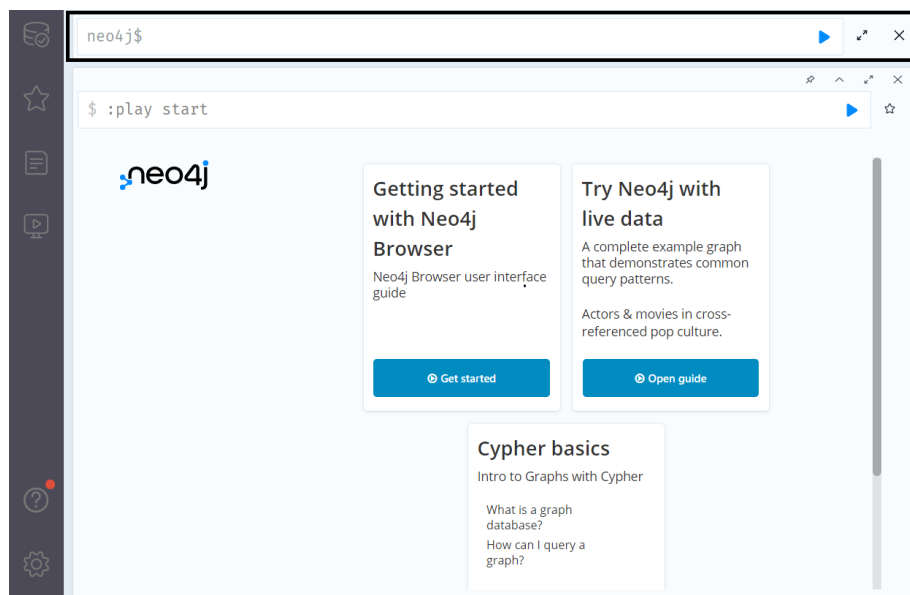 neo4j$
$ :play start
neo4j
Getting started
with Neo4j
Browser
Neo4j Browser user interface
guide
Get started
Try Neo4j with
live data
A complete example graph
that demonstrates common
query patterns.
Actors & movies in cross-
referenced pop culture.
Open guide
Cypher basics
Intro to Graphs with Cypher
What is a graph
database?
How can I query a
graph?